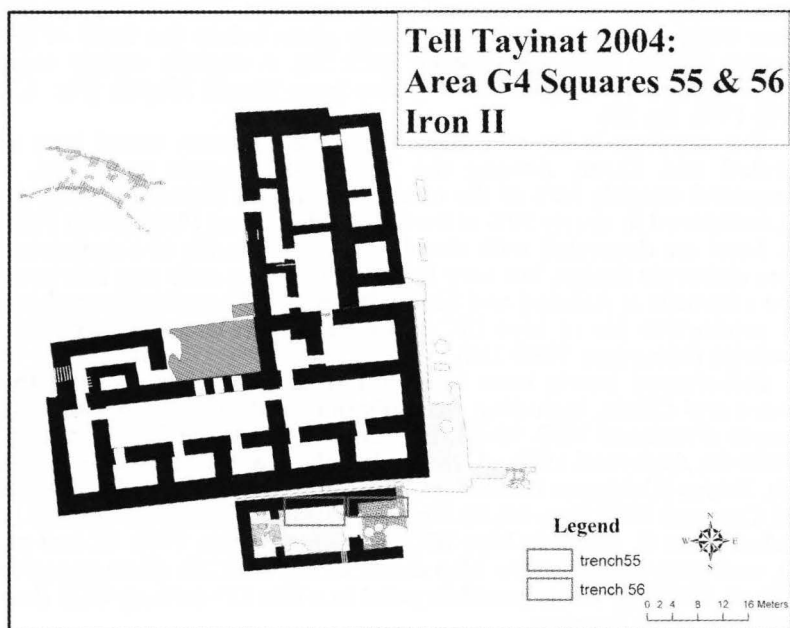 Tell Tayinat 2004:
Area G4 Squares 55 & 56
Iron II
Legend
trench55
trench 56
N
W E
S
0 2 4 8 12 16 Meters